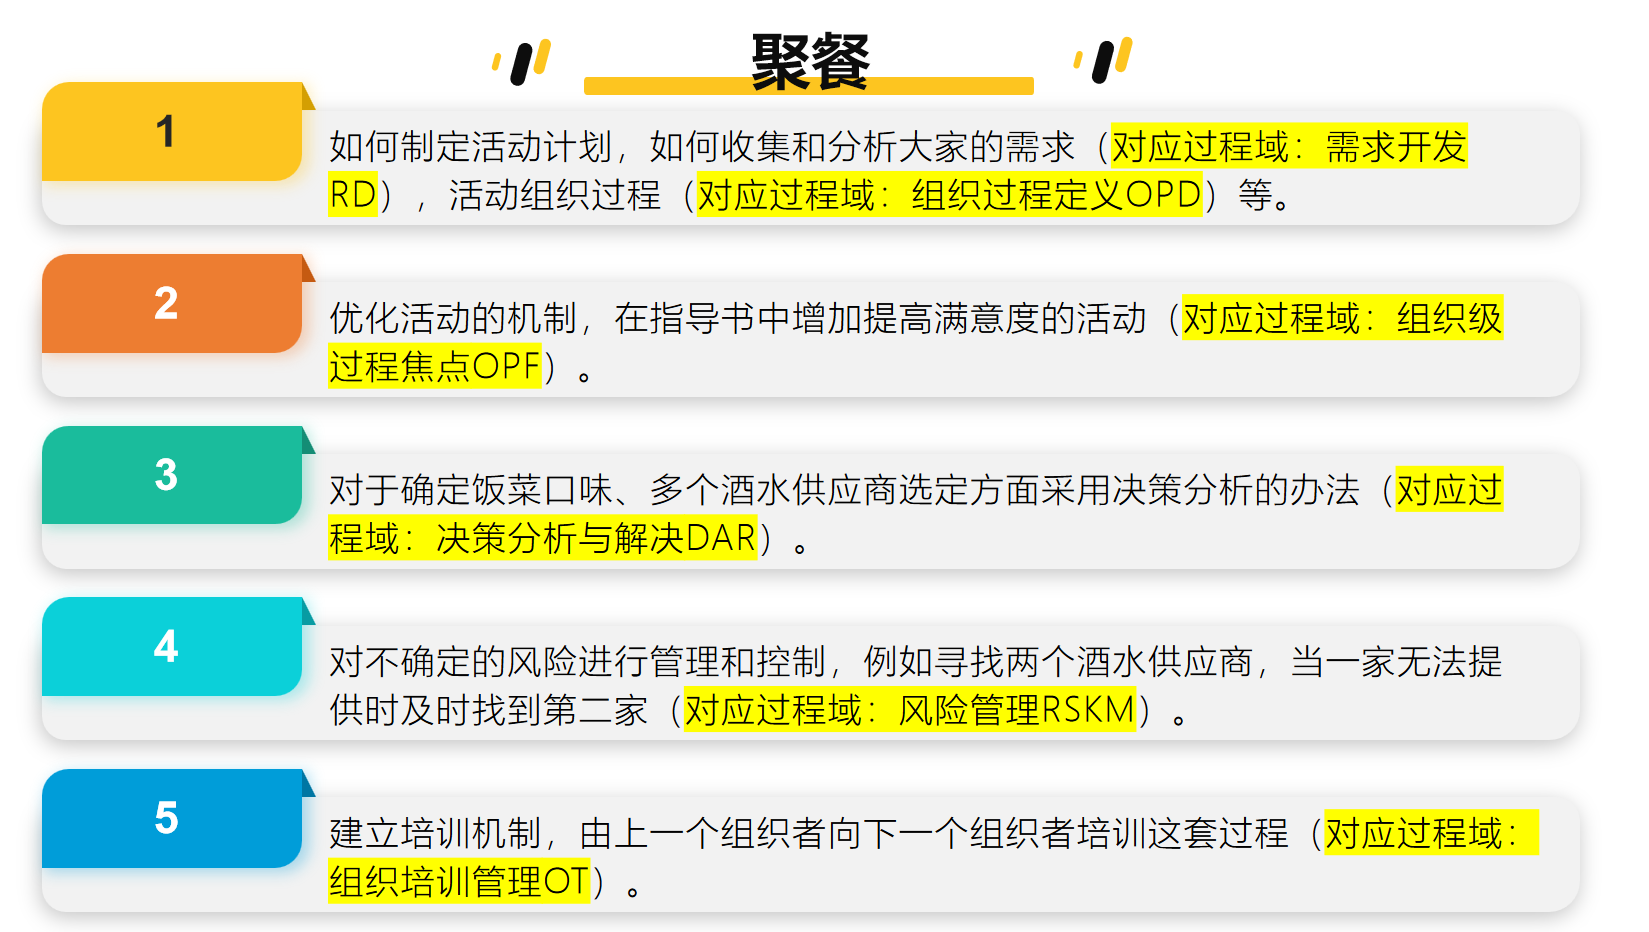 聚餐
1
如何制定活动计划，如何收集和分析大家的需求（对应过程域：需求开发
RD），活动组织过程（对应过程域：组织过程定义OPD）等。
2
优化活动的机制，在指导书中增加提高满意度的活动（对应过程域：组织级
过程焦点OPF）。
3
对于确定饭菜口味、多个酒水供应商选定方面采用决策分析的办法（对应过
程域：决策分析与解决DAR）。
4
对不确定的风险进行管理和控制，例如寻找两个酒水供应商，当一家无法提
供时及时找到第二家（对应过程域：风险管理RSKM）。
5
建立培训机制，由上一个组织者向下一个组织者培训这套过程（对应过程域：
组织培训管理OT）。